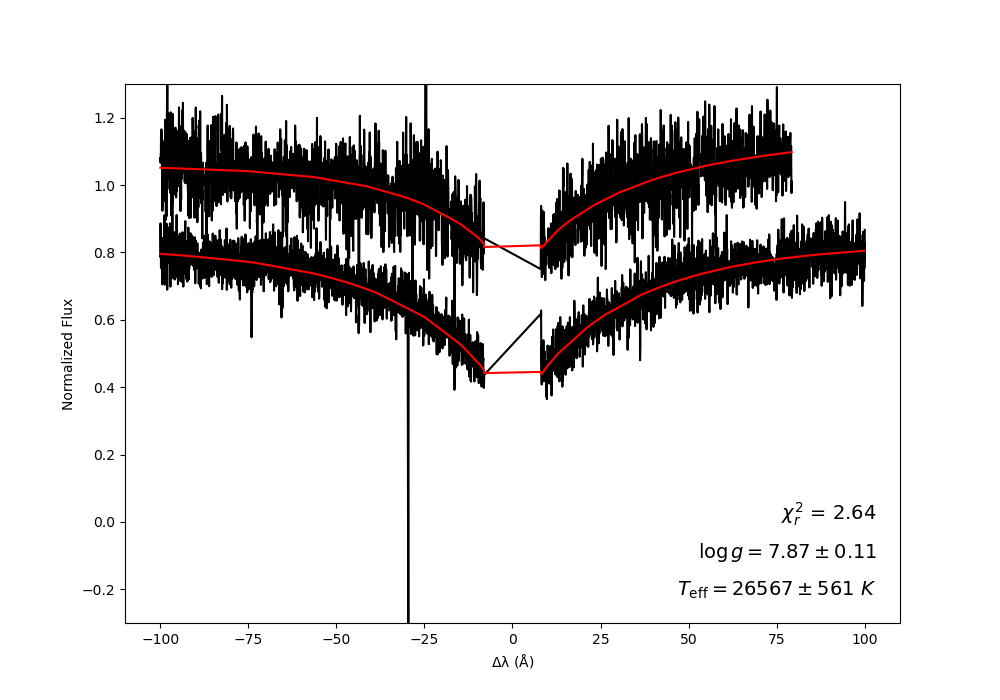 1.2
1.0
0.8
0.6
0.4
0.2
0.0
−0.2
Normalized Flux
χ²ᵣ = 2.64
log g = 7.87 ± 0.11
T_eff = 26567 ± 561 K
−100 −75 −50 −25 0 25 50 75 100
Δλ (Å)